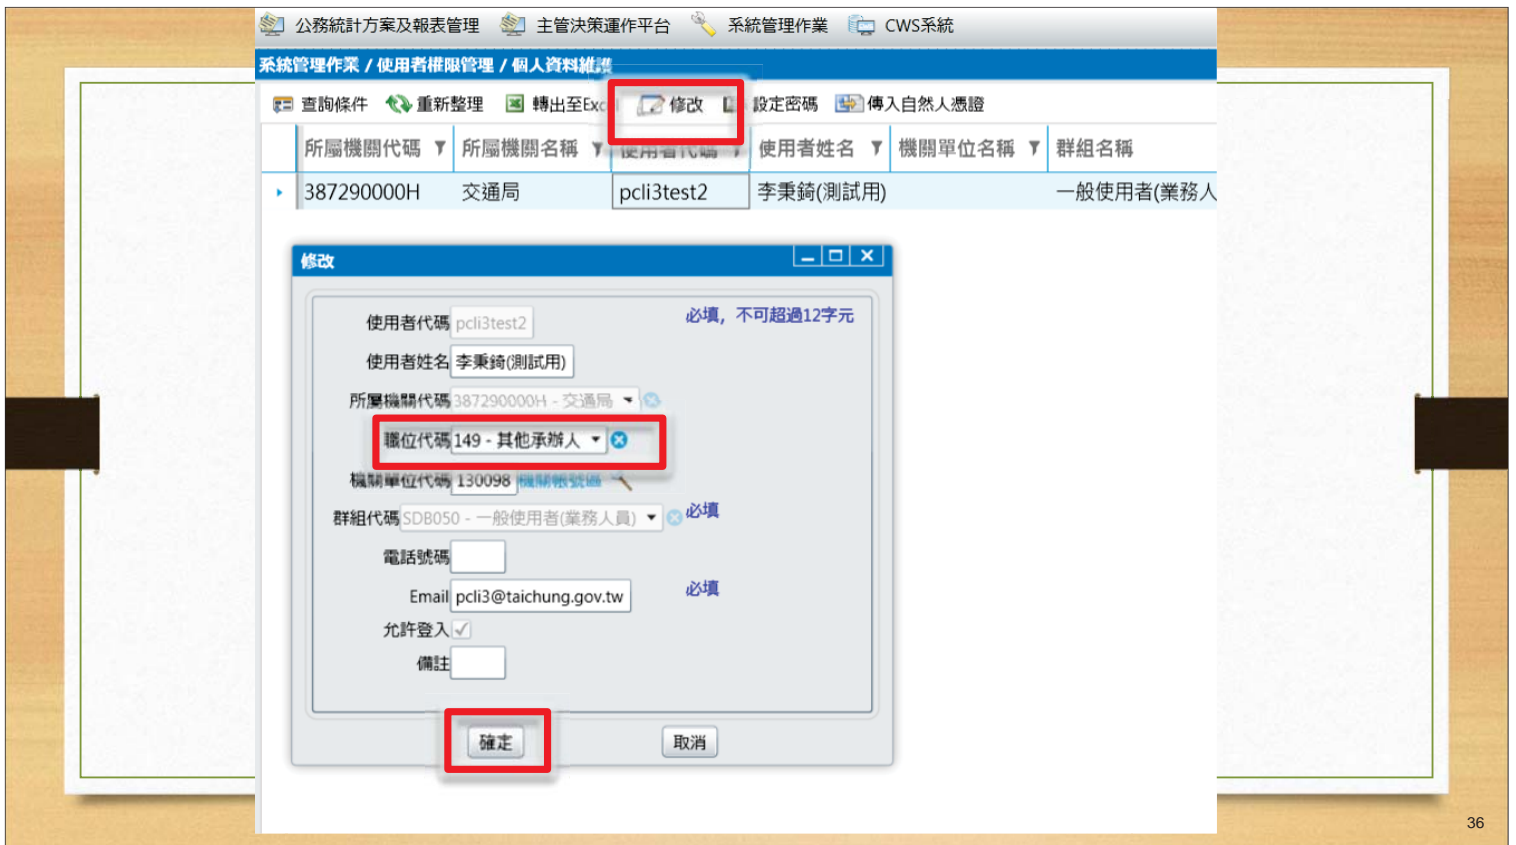 公務統計方案及報表管理 主管決策運作平台 系統管理作業 CWS系統
系統管理作業 / 使用者權限管理 / 個人資料維護
查詢條件 重新整理 轉出至Exc 修改 設定密碼 傳入自然人憑證
所屬機關代碼 所屬機關名稱 使用者代碼 使用者姓名 機關單位名稱 群組名稱
387290000H 交通局 pcli3test2 李秉錡(測試用) 一般使用者(業務人
修改
使用者代碼 pcli3test2 必填，不可超過12字元
使用者姓名 李秉錡(測試用)
所屬機關代碼 387290000H - 交通局
職位代碼 149 - 其他承辦人
機關單位代碼 130098 機關帳號區
群組代碼 SDB050 - 一般使用者(業務人員) 必填
電話號碼
Email pcli3@taichung.gov.tw 必填
允許登入
備註
確定 取消
36